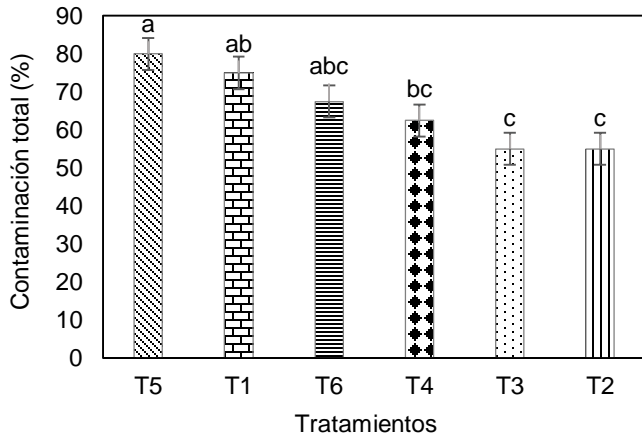 Contaminación total (%)
90
80
70
60
50
40
30
20
10
0
a
ab
abc
bc
c
c
T5
T1
T6
T4
T3
T2
Tratamientos